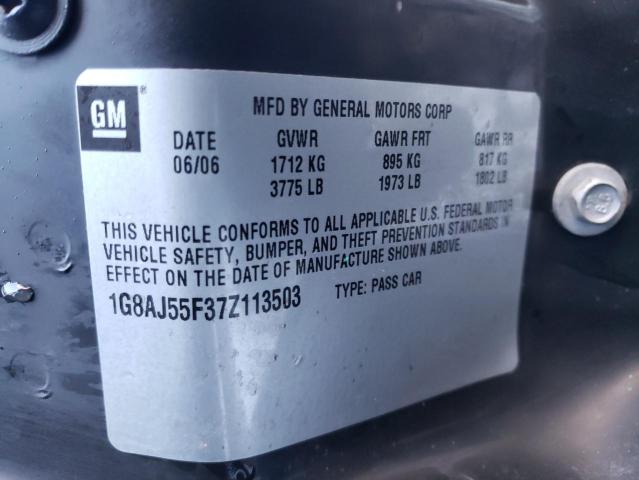 GM ®
MFD BY GENERAL MOTORS CORP
DATE GVWR GAWR FRT GAWR RR
06/06 1712 KG 895 KG 817 KG
3775 LB 1973 LB 1802 LB
THIS VEHICLE CONFORMS TO ALL APPLICABLE U.S. FEDERAL MOTOR
VEHICLE SAFETY, BUMPER, AND THEFT PREVENTION STANDARDS IN
EFFECT ON THE DATE OF MANUFACTURE SHOWN ABOVE.
1G8AJ55F37Z113503 TYPE: PASS CAR